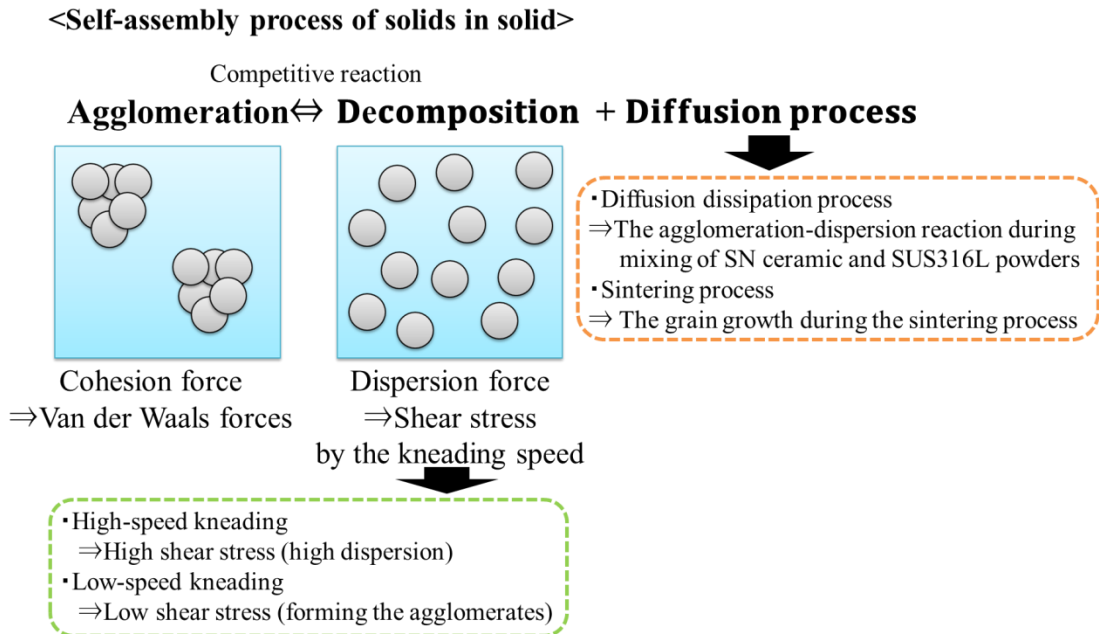 <Self-assembly process of solids in solid>
Competitive reaction
Agglomeration⇔ Decomposition + Diffusion process
・Diffusion dissipation process
⇒The agglomeration-dispersion reaction during
mixing of SN ceramic and SUS316L powders
・Sintering process
⇒ The grain growth during the sintering process
Cohesion force
⇒Van der Waals forces
Dispersion force
⇒Shear stress
by the kneading speed
・High-speed kneading
⇒High shear stress (high dispersion)
・Low-speed kneading
⇒Low shear stress (forming the agglomerates)